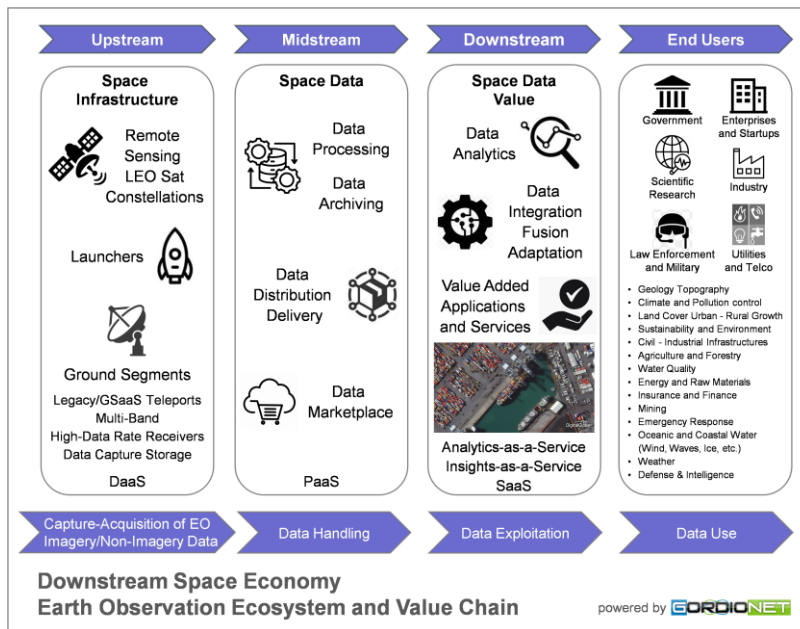 Upstream
Midstream
Downstream
End Users
Space
Infrastructure
Remote
Sensing
LEO Sat
Constellations
Launchers
Ground Segments
Legacy/GSaaS Teleports
Multi-Band
High-Data Rate Receivers
Data Capture Storage
DaaS
Space Data
Data
Processing
Data
Archiving
Data
Distribution
Delivery
Data
Marketplace
PaaS
Space Data
Value
Data
Analytics
Data
Integration
Fusion
Adaptation
Value Added
Applications
and Services
DigitalGlobe
Analytics-as-a-Service
Insights-as-a-Service
SaaS
Government
Enterprises
and Startups
Scientific
Research
Industry
Law Enforcement
and Military
Utilities
and Telco
• Geology Topography
• Climate and Pollution control
• Land Cover Urban - Rural Growth
• Sustainability and Environment
• Civil - Industrial Infrastructures
• Agriculture and Forestry
• Water Quality
• Energy and Raw Materials
• Insurance and Finance
• Mining
• Emergency Response
• Oceanic and Coastal Water
(Wind, Waves, Ice, etc.)
• Weather
• Defense & Intelligence
Capture-Acquisition of EO
Imagery/Non-Imagery Data
Data Handling
Data Exploitation
Data Use
Downstream Space Economy
Earth Observation Ecosystem and Value Chain
powered by GORDIONET